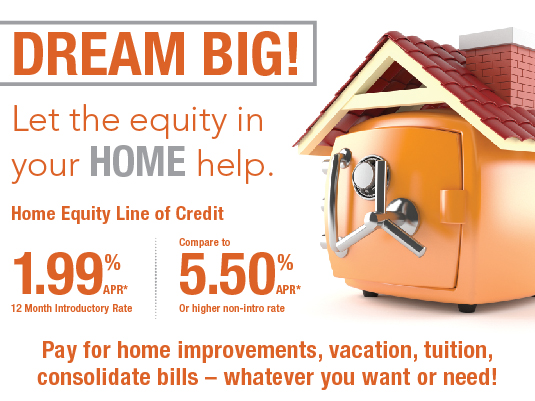 DREAM BIG!
Let the equity in
your HOME help.
Home Equity Line of Credit
1.99% APR*
12 Month Introductory Rate
Compare to
5.50% APR*
Or higher non-intro rate
Pay for home improvements, vacation, tuition,
consolidate bills – whatever you want or need!